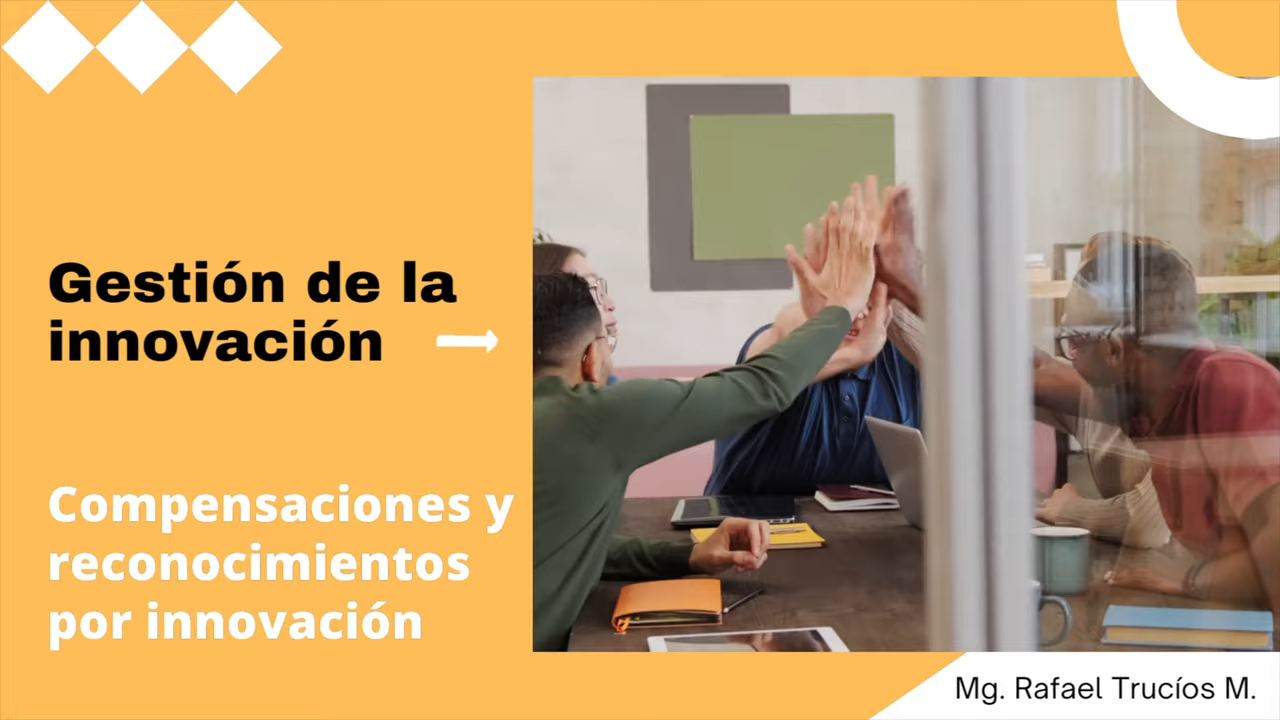 Gestión de la
innovación
Compensaciones y
reconocimientos
por innovación
Mg. Rafael Trucíos M.